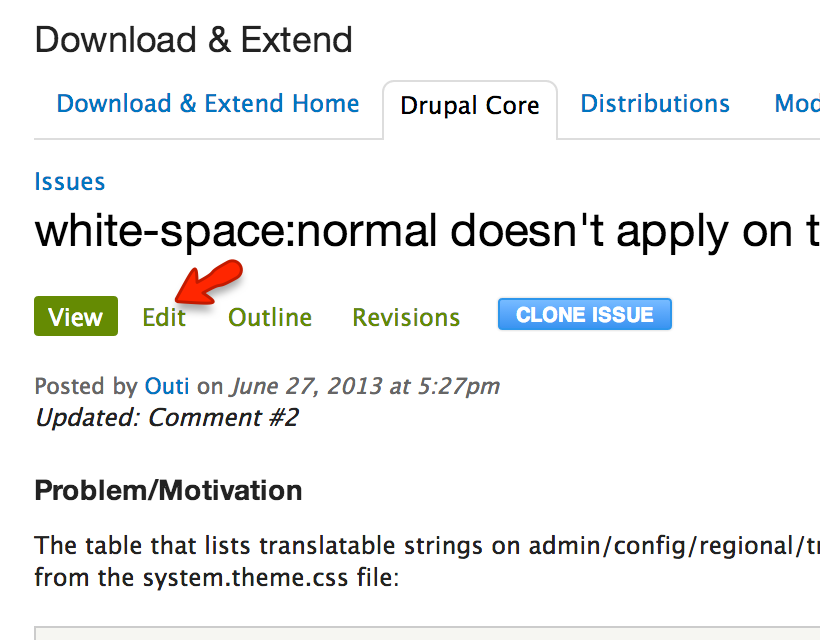 Download & Extend
Download & Extend Home Drupal Core Distributions
Issues
white-space:normal doesn't apply on
View Edit Outline Revisions CLONE ISSUE
Posted by Outi on June 27, 2013 at 5:27pm
Updated: Comment #2
Problem/Motivation
The table that lists translatable strings on admin/config/regional/
from the system.theme.css file: